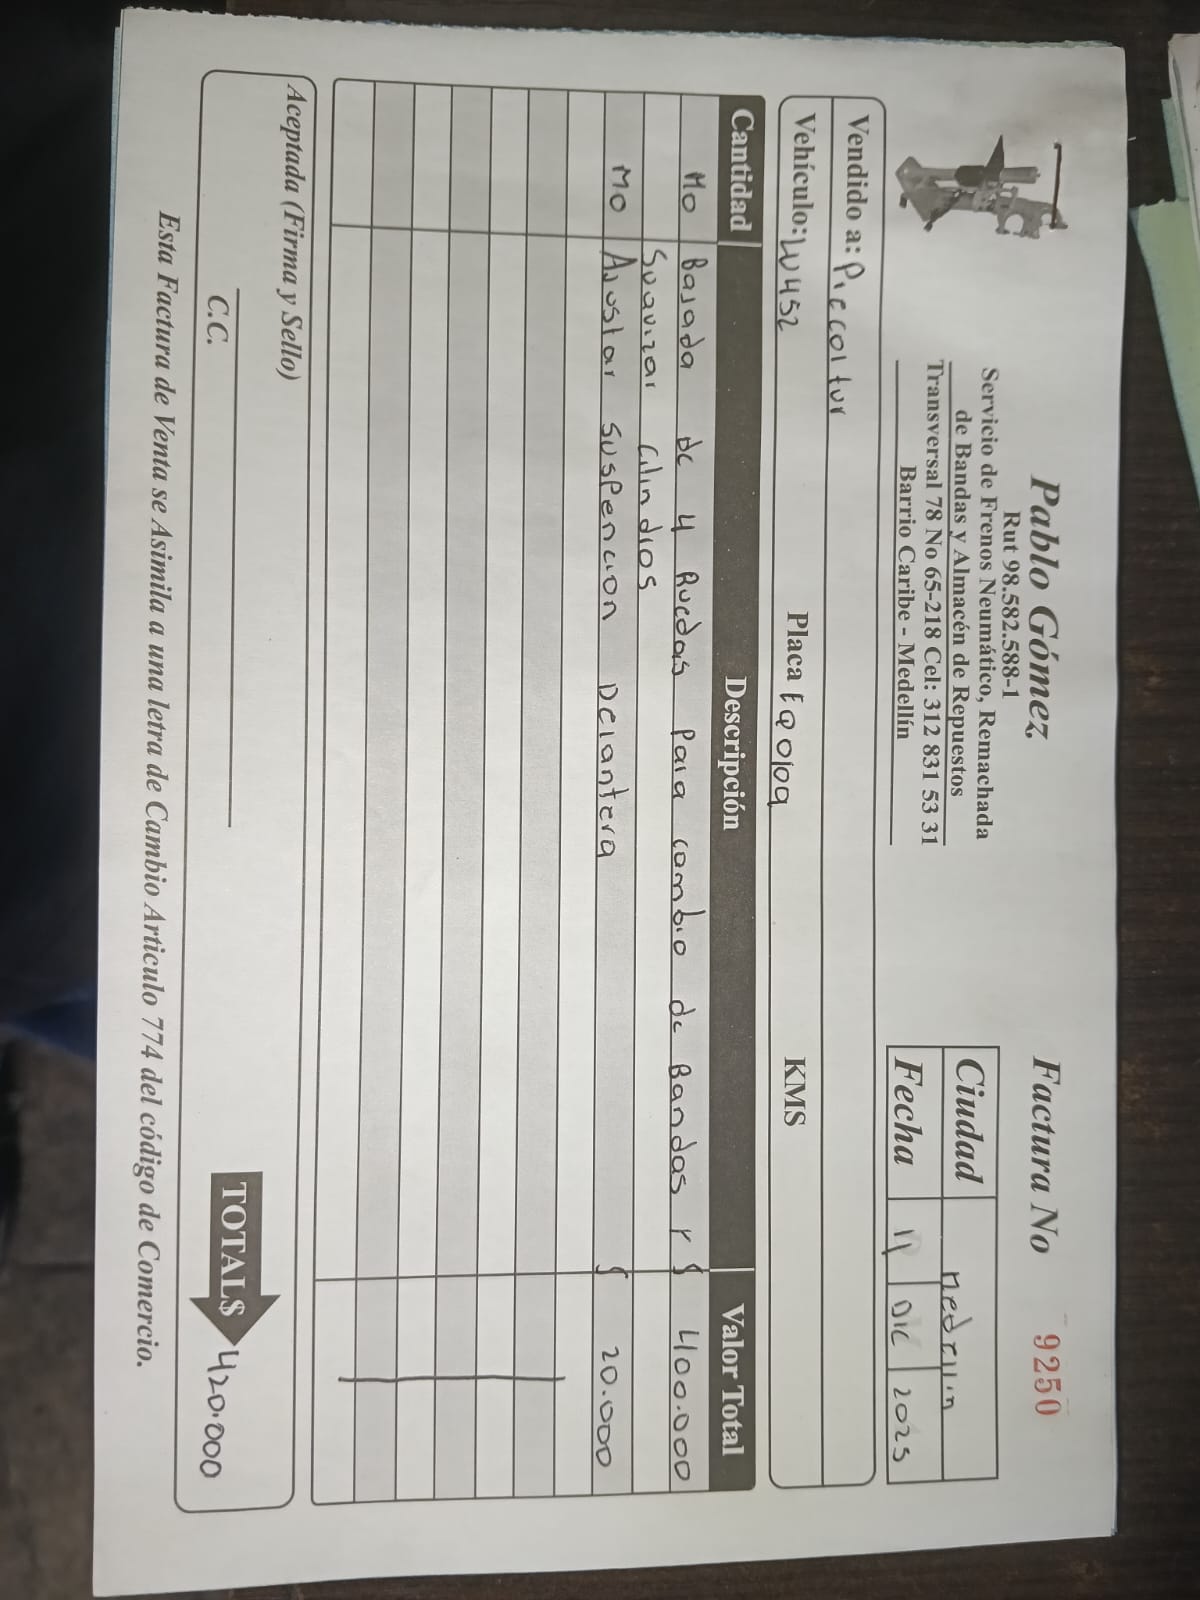 Pablo Gómez
Rut 98.582.588-1
Servicio de Frenos Neumático, Remachada
de Bandas y Almacén de Repuestos
Transversal 78 No 65-218 Cel: 312 831 53 31
Barrio Caribe - Medellín
Factura No 9250
Ciudad Medellin
Fecha 11 Dic 2025
Vendido a: Piccoltur
Vehículo: LV452 Placa KMS
Cantidad Descripción Valor Total
MO Bajada de 4 Ruedas para cambio de Bandas y $ 400.000
Suavizar cilindros
MO Ajustar suspencion Delantera $ 20.000
Aceptada (Firma y Sello)
C.C.
TOTAL$ 420.000
Esta Factura de Venta se Asimila a una letra de Cambio Articulo 774 del código de Comercio.